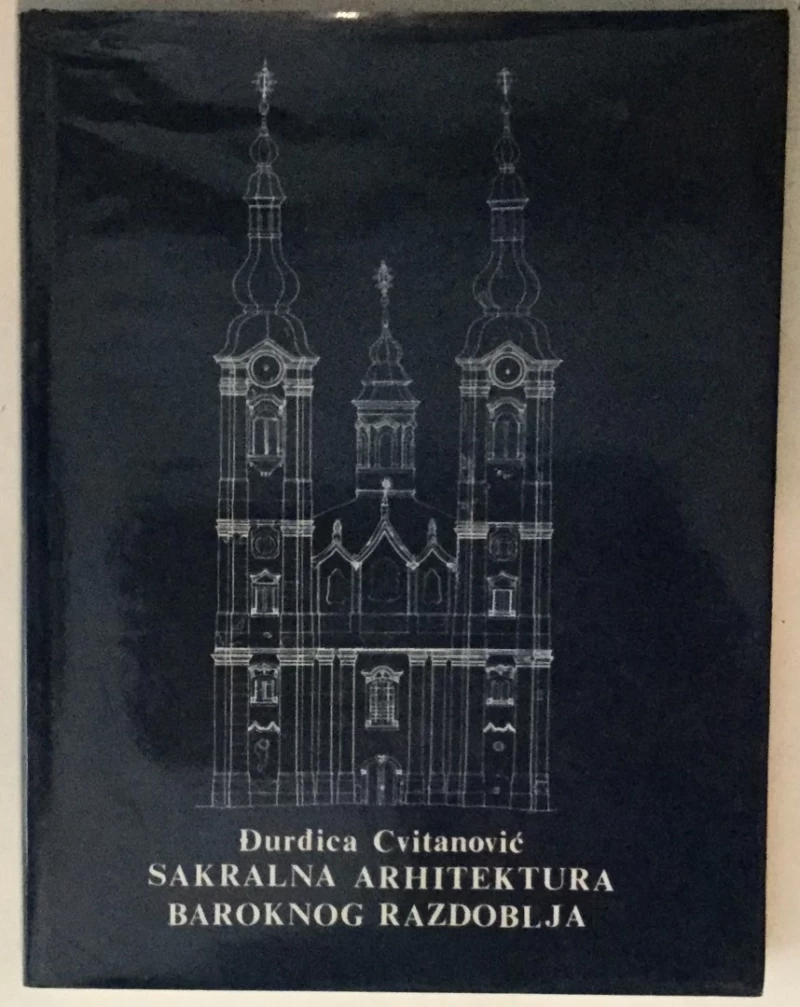 Đurđica Cvitanović
SAKRALNA ARHITEKTURA
BAROKNOG RAZDOBLJA